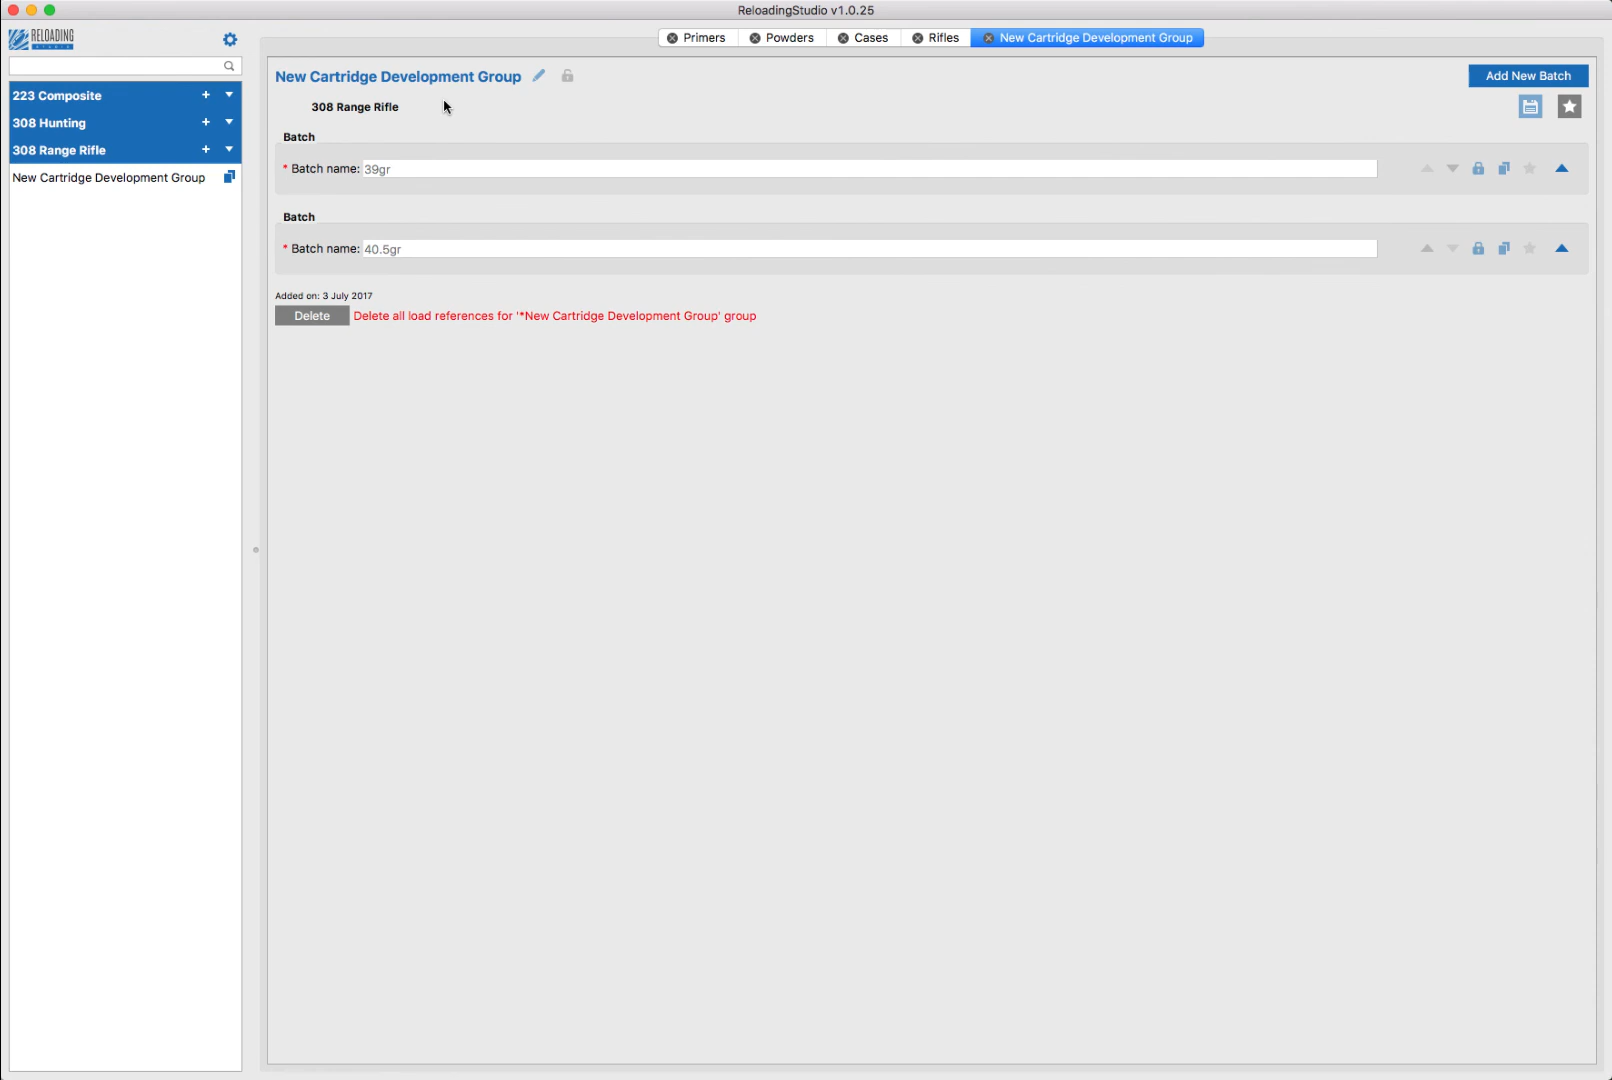 ReloadingStudio v1.0.25
RELOADING
STUDIO
Primers
Powders
Cases
Rifles
New Cartridge Development Group
223 Composite
308 Hunting
308 Range Rifle
New Cartridge Development Group
New Cartridge Development Group
Add New Batch
308 Range Rifle
Batch
* Batch name: 39gr
Batch
* Batch name: 40.5gr
Added on: 3 July 2017
Delete Delete all load references for '*New Cartridge Development Group' group